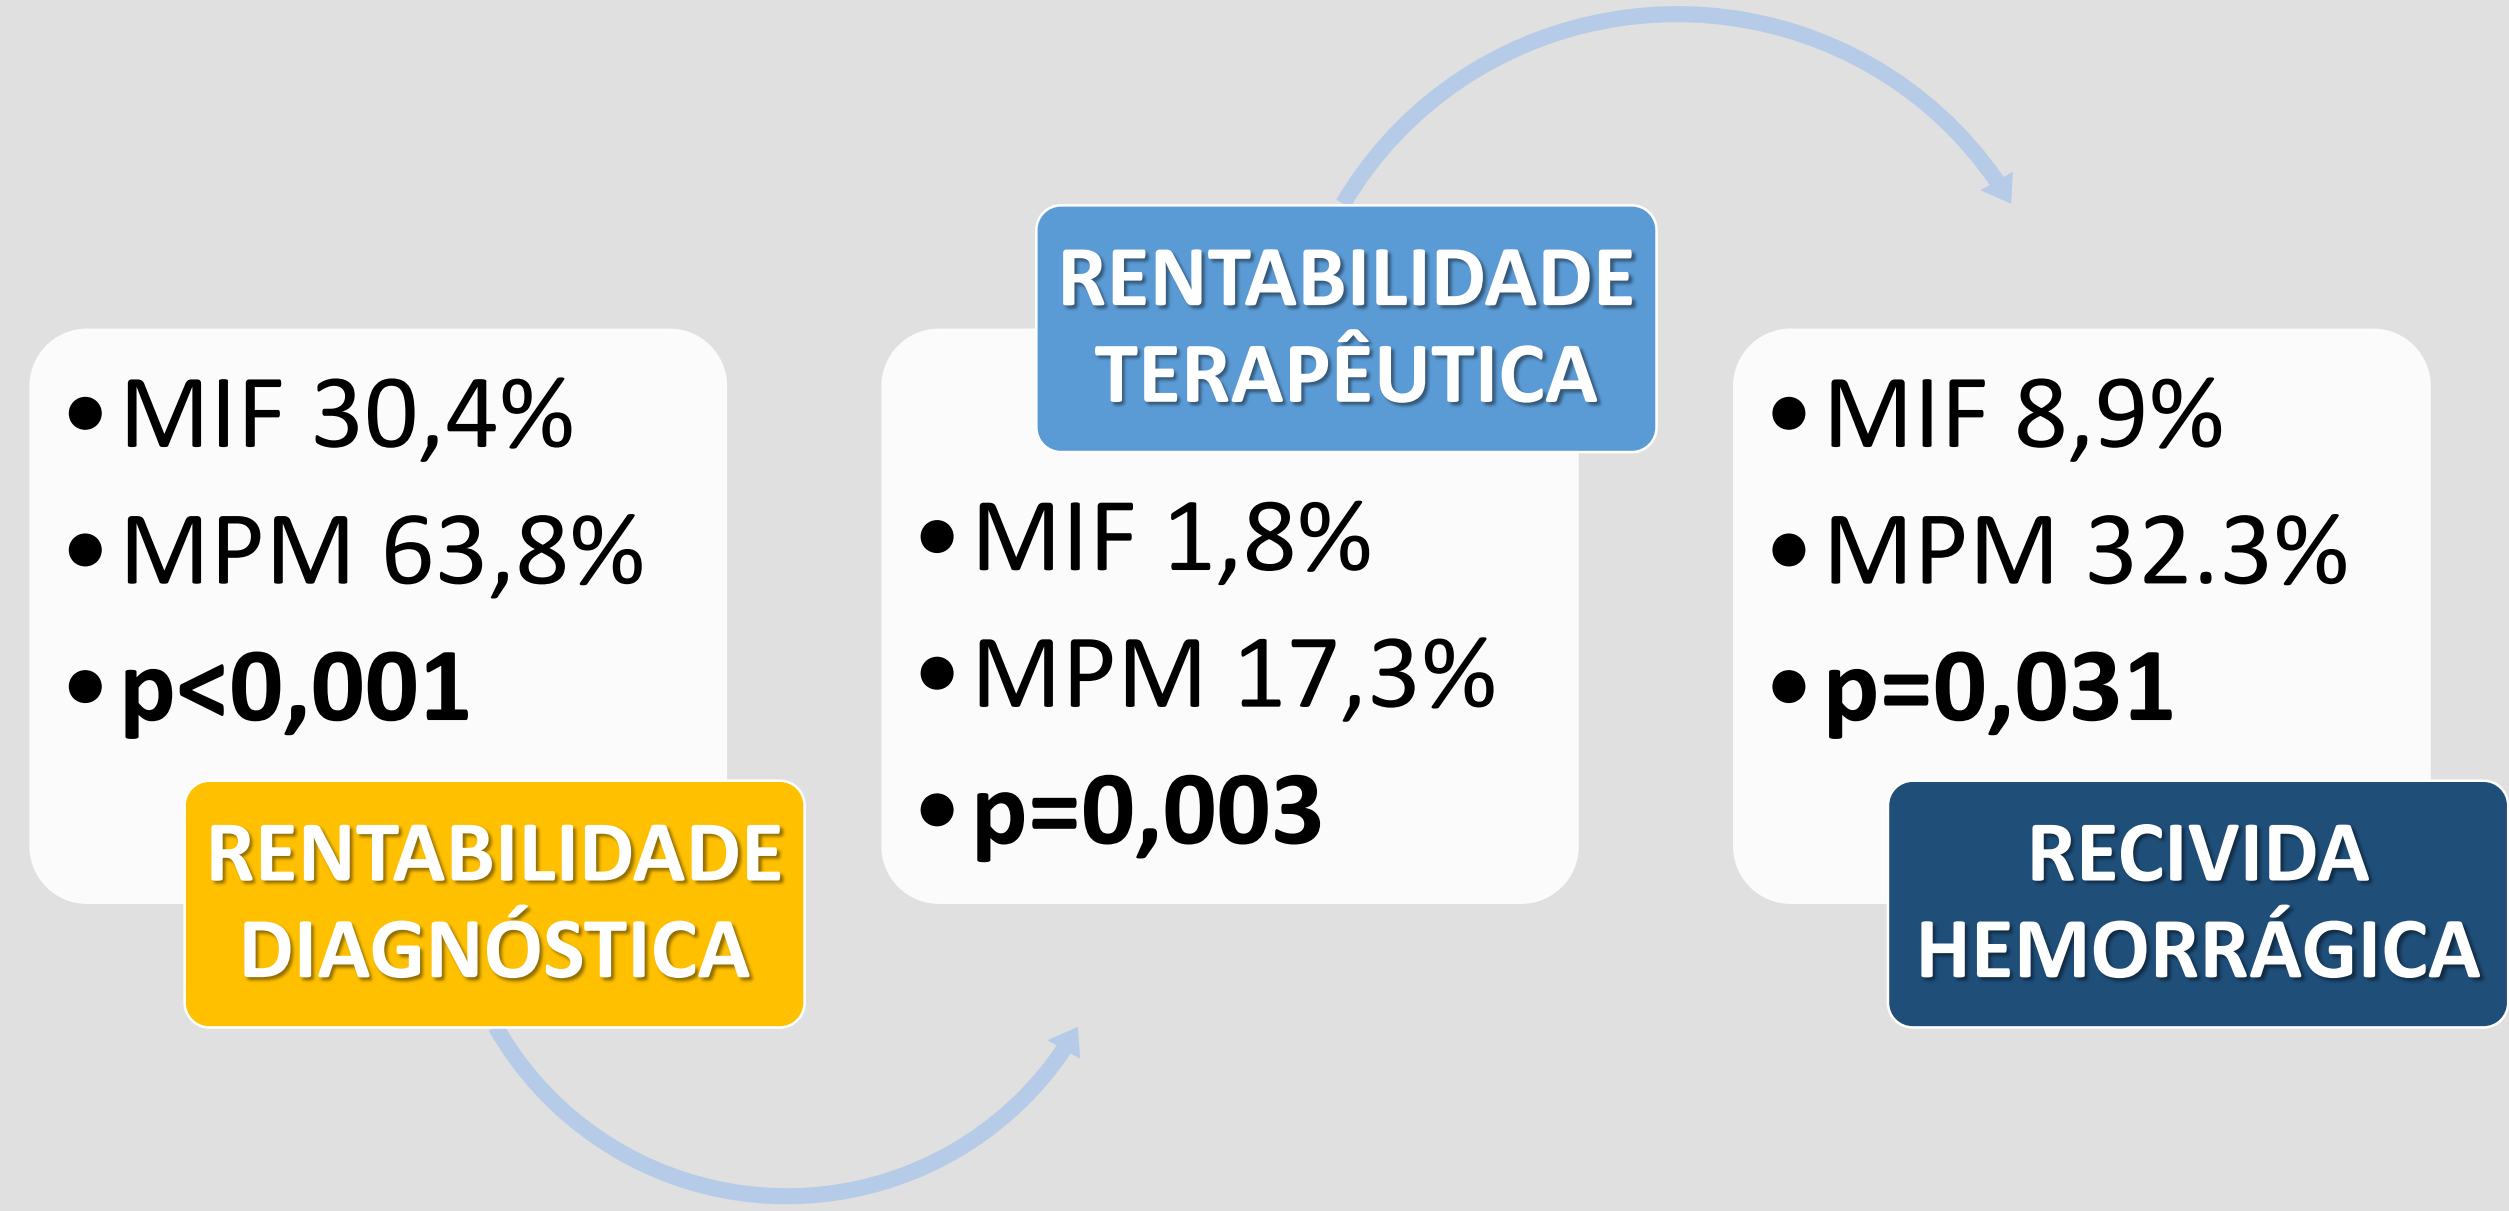 • MIF 30,4%
• MPM 63,8%
• p<0,001
RENTABILIDADE
DIAGNÓSTICA
RENTABILIDADE
TERAPÊUTICA
• MIF 1,8%
• MPM 17,3%
• p=0,003
• MIF 8,9%
• MPM 32.3%
• p=0,031
RECIVIDA
HEMORRÁGICA